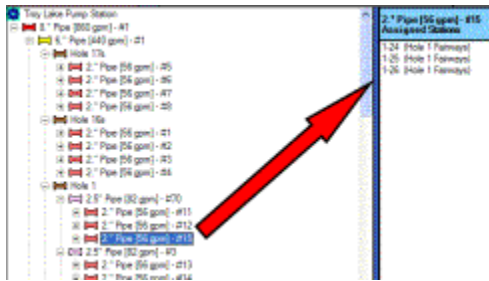 Troy Lake Pump Station
8." Pipe [860 gpm] - #1
6." Pipe [440 gpm] - #1
Hole 17s
2." Pipe [56 gpm] - #5
2." Pipe [56 gpm] - #6
2." Pipe [56 gpm] - #7
2." Pipe [56 gpm] - #8
Hole 16s
2." Pipe [56 gpm] - #1
2." Pipe [56 gpm] - #2
2." Pipe [56 gpm] - #3
2." Pipe [56 gpm] - #4
Hole 1
2.5" Pipe [82 gpm] - #70
2." Pipe [56 gpm] - #11
2." Pipe [56 gpm] - #12
2." Pipe [56 gpm] - #15
2.5" Pipe [82 gpm] - #3
2." Pipe [56 gpm] - #13
2." Pipe [56 gpm] - #14
2." Pipe [56 gpm] - #15
Assigned Stations
1-24 (Hole 1 Fairways)
1-25 (Hole 1 Fairways)
1-26 (Hole 1 Fairways)